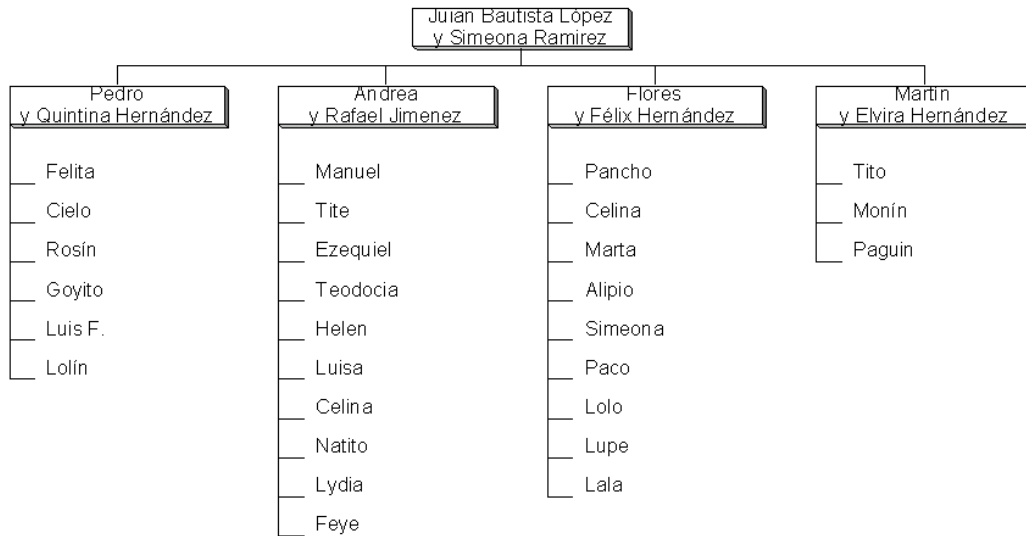 Julian Bautista López
y Simeona Ramirez
Pedro
y Quintina Hernández
Andrea
y Rafael Jimenez
Flores
y Félix Hernández
Martín
y Elvira Hernández
Felita
Cielo
Rosín
Goyito
Luis F.
Lolín
Manuel
Tite
Ezequiel
Teodocia
Helen
Luisa
Celina
Natito
Lydia
Feye
Pancho
Celina
Marta
Alipio
Simeona
Paco
Lolo
Lupe
Lala
Tito
Monín
Paguin